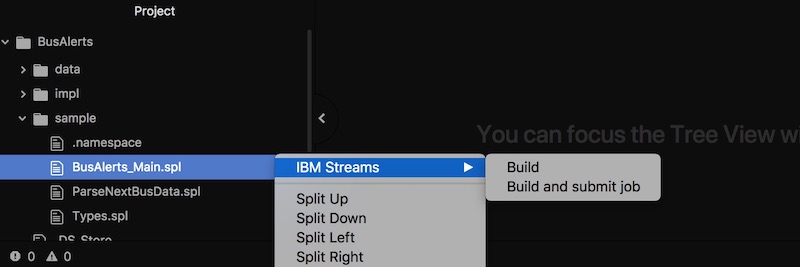 Project
BusAlerts
data
impl
sample
.namespace
BusAlerts_Main.spl
ParseNextBusData.spl
Types.spl
.DS_Store
0 0
IBM Streams
Split Up
Split Down
Split Left
Split Right
Build
Build and submit job
You can focus the Tree View w